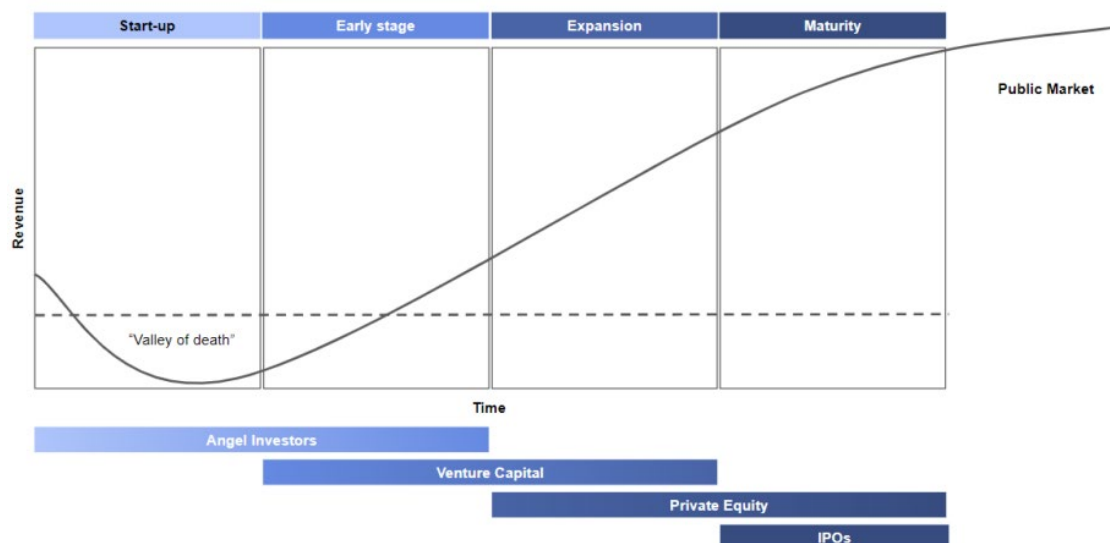 Start-up
Early stage
Expansion
Maturity
Public Market
Revenue
“Valley of death”
Time
Angel Investors
Venture Capital
Private Equity
IPOs